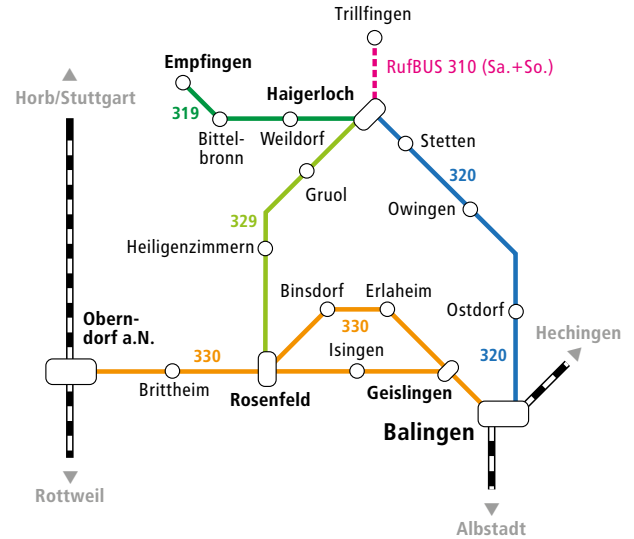 Trillfingen
Empfingen
RufBUS 310 (Sa.+So.)
Haigerloch
Horb/Stuttgart
319
Bittel-
bronn
Weildorf
Stetten
320
Gruol
Owingen
329
Heiligenzimmern
Binsdorf
Erlaheim
Ostdorf
Obern-
dorf a.N.
330
330
Isingen
320
Hechingen
Brittheim
Rosenfeld
Geislingen
Balingen
Rottweil
Albstadt